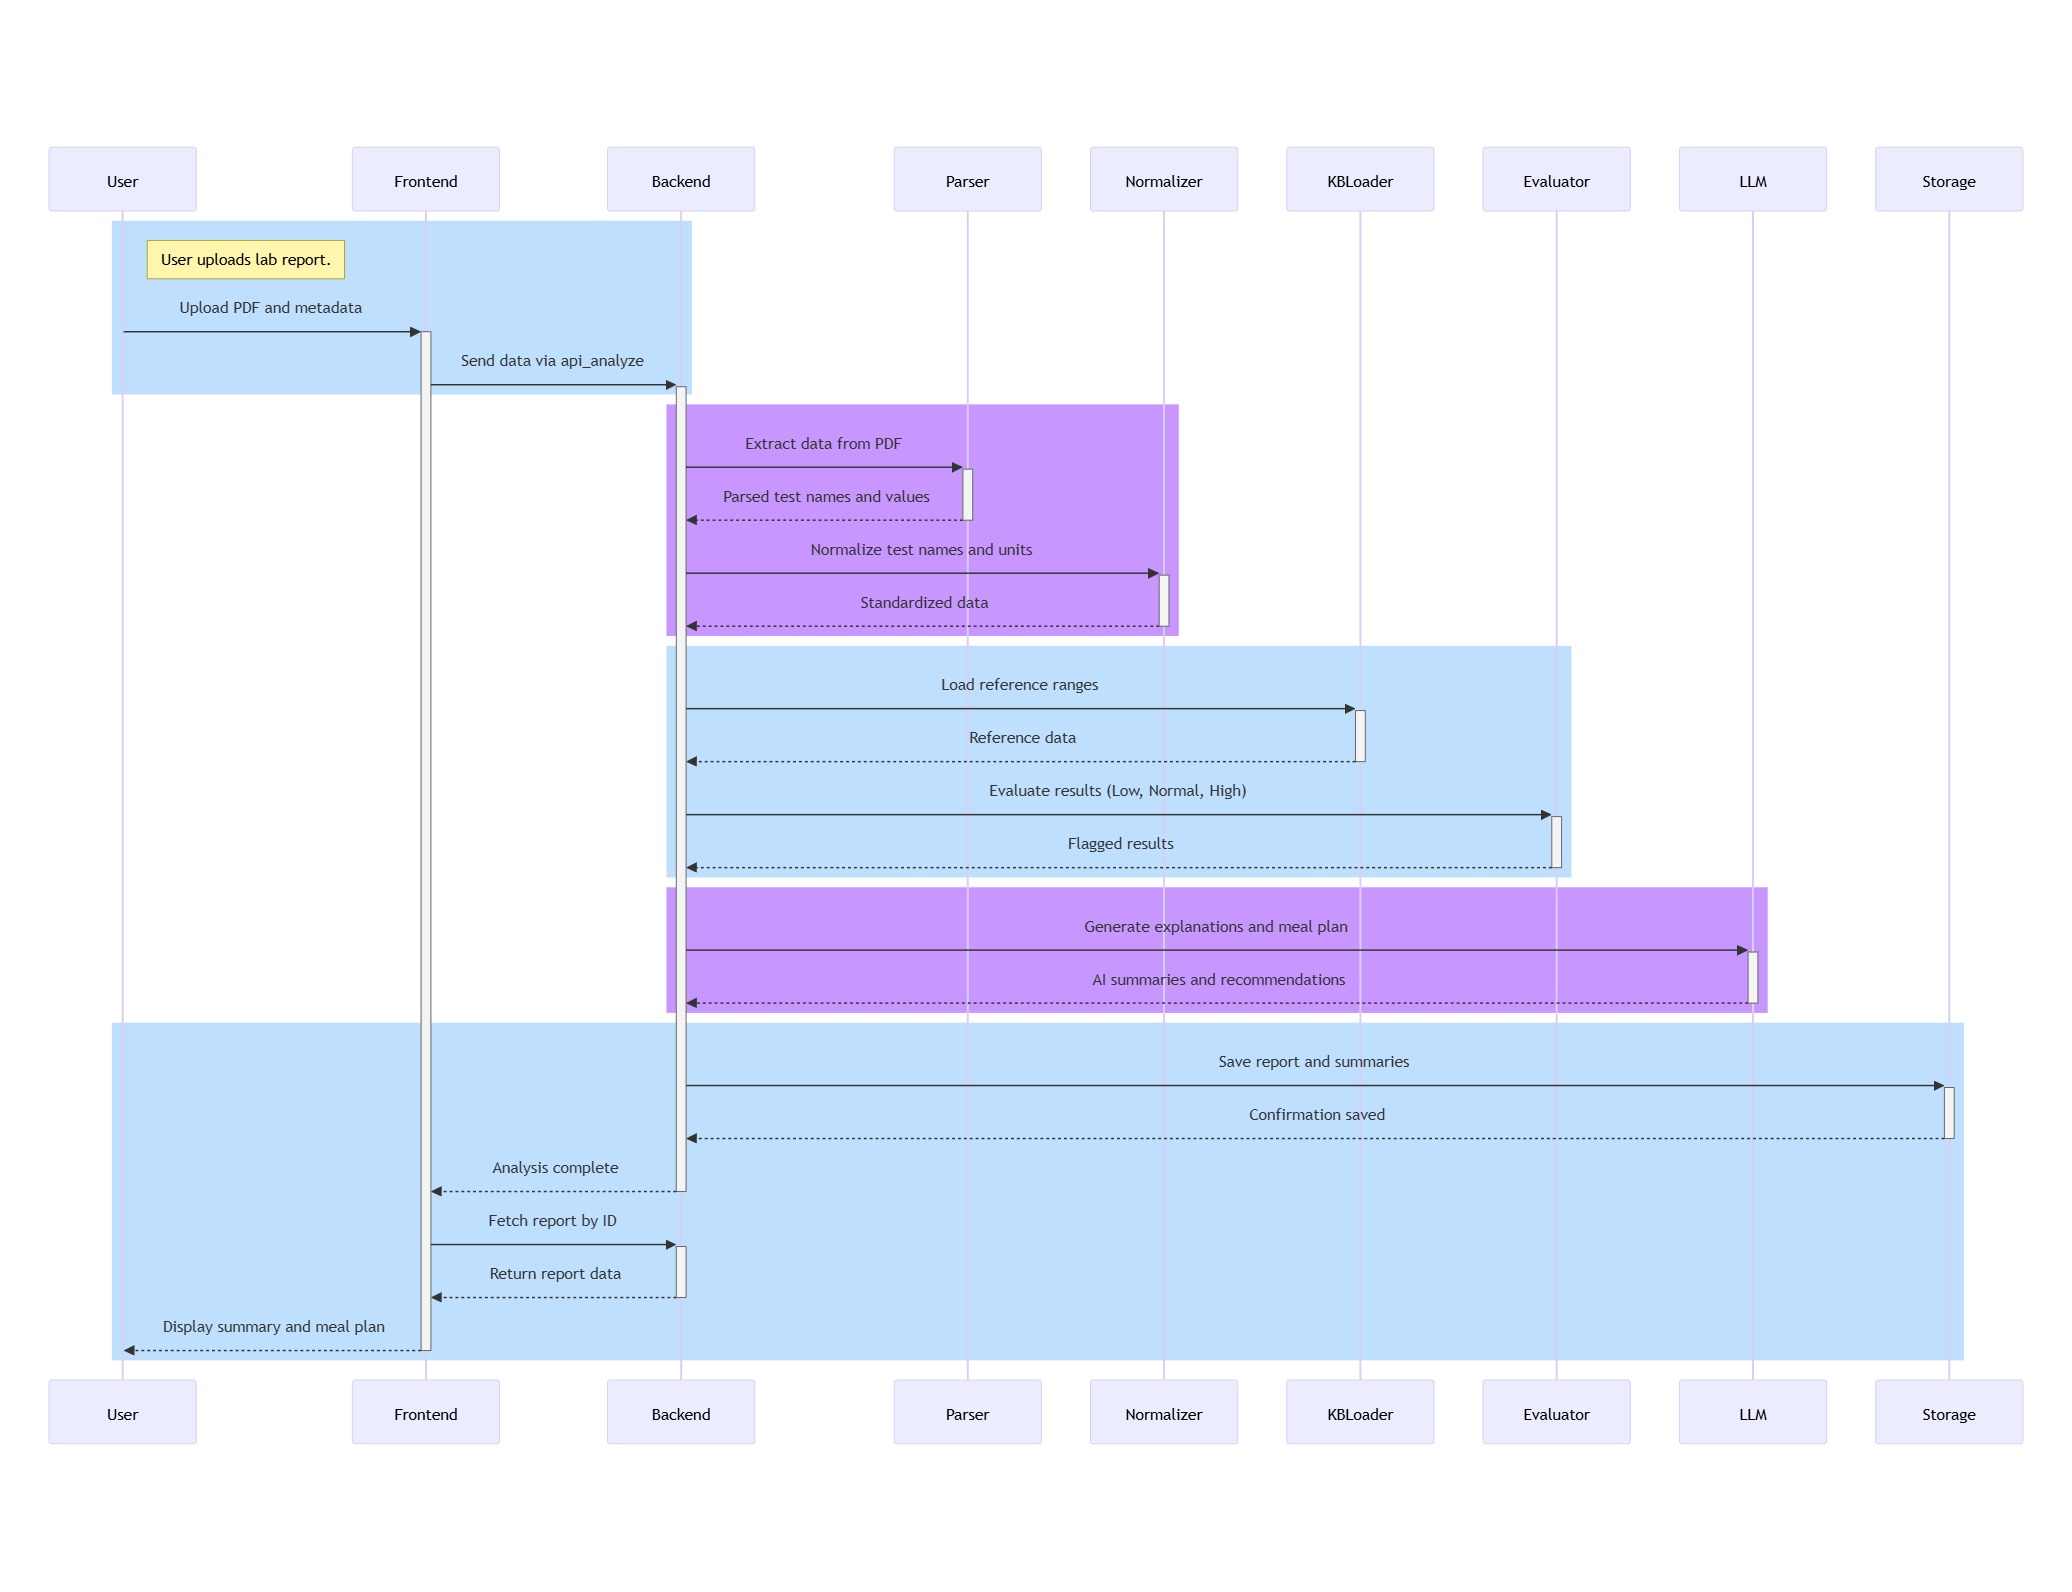 User
Frontend
Backend
Parser
Normalizer
KBLoader
Evaluator
LLM
Storage
User uploads lab report.
Upload PDF and metadata
Send data via api_analyze
Extract data from PDF
Parsed test names and values
Normalize test names and units
Standardized data
Load reference ranges
Reference data
Evaluate results (Low, Normal, High)
Flagged results
Generate explanations and meal plan
AI summaries and recommendations
Save report and summaries
Confirmation saved
Analysis complete
Fetch report by ID
Return report data
Display summary and meal plan
User
Frontend
Backend
Parser
Normalizer
KBLoader
Evaluator
LLM
Storage